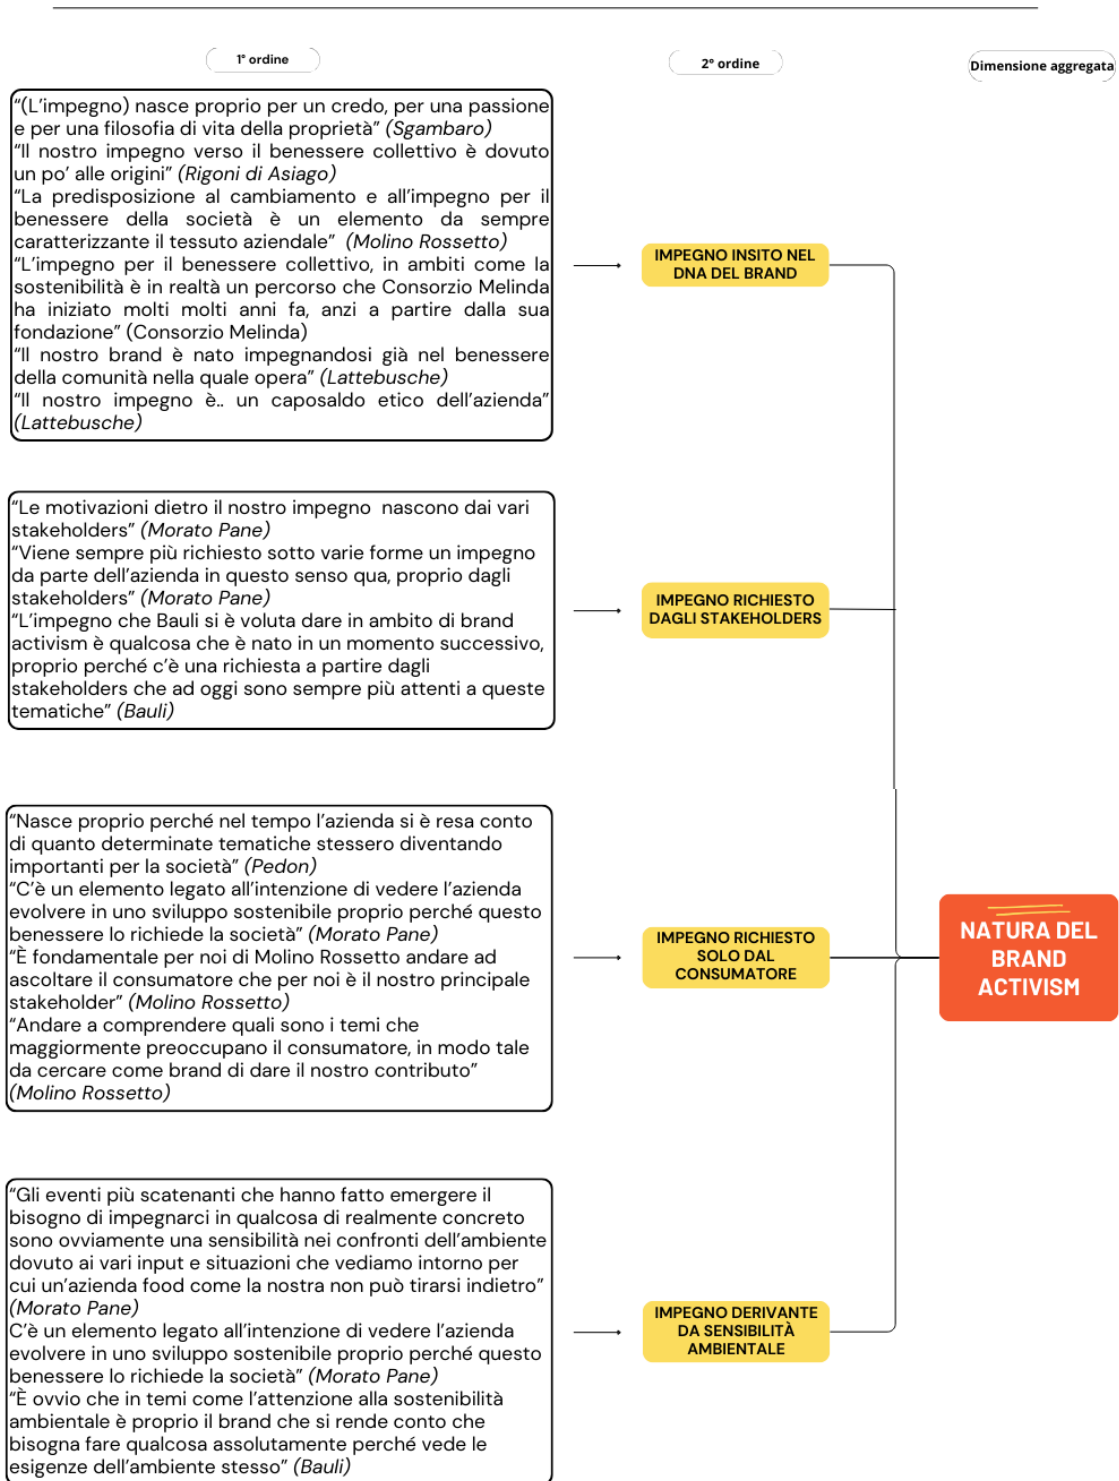 1° ordine
2° ordine
Dimensione aggregata
“(L’impegno) nasce proprio per un credo, per una passione
e per una filosofia di vita della proprietà” (Sgambaro)
“Il nostro impegno verso il benessere collettivo è dovuto
un po’ alle origini” (Rigoni di Asiago)
“La predisposizione al cambiamento e all’impegno per il
benessere della società è un elemento da sempre
caratterizzante il tessuto aziendale” (Molino Rossetto)
“L’impegno per il benessere collettivo, in ambiti come la
sostenibilità è in realtà un percorso che Consorzio Melinda
ha iniziato molti molti anni fa, anzi a partire dalla sua
fondazione” (Consorzio Melinda)
“Il nostro brand è nato impegnandosi già nel benessere
della comunità nella quale opera” (Lattebusche)
“Il nostro impegno è.. un caposaldo etico dell’azienda”
(Lattebusche)
IMPEGNO INSITO NEL
DNA DEL BRAND
“Le motivazioni dietro il nostro impegno nascono dai vari
stakeholders” (Morato Pane)
“Viene sempre più richiesto sotto varie forme un impegno
da parte dell’azienda in questo senso qua, proprio dagli
stakeholders” (Morato Pane)
“L’impegno che Bauli si è voluta dare in ambito di brand
activism è qualcosa che è nato in un momento successivo,
proprio perché c’è una richiesta a partire dagli
stakeholders che ad oggi sono sempre più attenti a queste
tematiche” (Bauli)
IMPEGNO RICHIESTO
DAGLI STAKEHOLDERS
“Nasce proprio perché nel tempo l’azienda si è resa conto
di quanto determinate tematiche stessero diventando
importanti per la società” (Pedon)
“C’è un elemento legato all’intenzione di vedere l’azienda
evolvere in uno sviluppo sostenibile proprio perché questo
benessere lo richiede la società” (Morato Pane)
“È fondamentale per noi di Molino Rossetto andare ad
ascoltare il consumatore che per noi è il nostro principale
stakeholder” (Molino Rossetto)
“Andare a comprendere quali sono i temi che
maggiormente preoccupano il consumatore, in modo tale
da cercare come brand di dare il nostro contributo”
(Molino Rossetto)
IMPEGNO RICHIESTO
SOLO DAL
CONSUMATORE
NATURA DEL
BRAND
ACTIVISM
“Gli eventi più scatenanti che hanno fatto emergere il
bisogno di impegnarci in qualcosa di realmente concreto
sono ovviamente una sensibilità nei confronti dell’ambiente
dovuto ai vari input e situazioni che vediamo intorno per
cui un’azienda food come la nostra non può tirarsi indietro”
(Morato Pane)
C’è un elemento legato all’intenzione di vedere l’azienda
evolvere in uno sviluppo sostenibile proprio perché questo
benessere lo richiede la società” (Morato Pane)
“È ovvio che in temi come l’attenzione alla sostenibilità
ambientale è proprio il brand che si rende conto che
bisogna fare qualcosa assolutamente perché vede le
esigenze dell’ambiente stesso” (Bauli)
IMPEGNO DERIVANTE
DA SENSIBILITÀ
AMBIENTALE